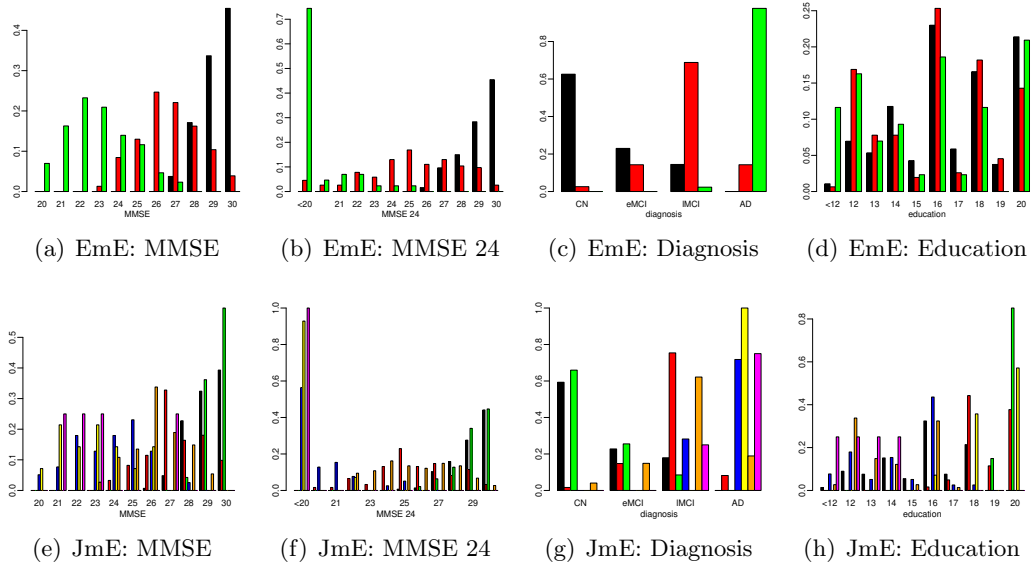 0.0 0.1 0.2 0.3 0.4
20 21 22 23 24 25 26 27 28 29 30
MMSE
(a) EmE: MMSE
0.0 0.1 0.2 0.3 0.4 0.5 0.6 0.7
<20 21 22 24 25 26 27 28 29 30
MMSE 24
(b) EmE: MMSE 24
0.0 0.2 0.4 0.6 0.8
CN eMCI lMCI AD
diagnosis
(c) EmE: Diagnosis
0.00 0.05 0.10 0.15 0.20 0.25
<12 12 13 14 15 16 17 18 19 20
education
(d) EmE: Education
0.0 0.1 0.2 0.3 0.4 0.5
20 21 22 23 24 25 26 27 28 29 30
MMSE
(e) JmE: MMSE
0.0 0.2 0.4 0.6 0.8 1.0
<20 21 22 23 24 25 27 29
MMSE 24
(f) JmE: MMSE 24
0.0 0.2 0.4 0.6 0.8 1.0
CN eMCI lMCI AD
diagnosis
(g) JmE: Diagnosis
0.0 0.2 0.4 0.6 0.8
<12 12 13 14 15 16 17 18 19 20
education
(h) JmE: Education